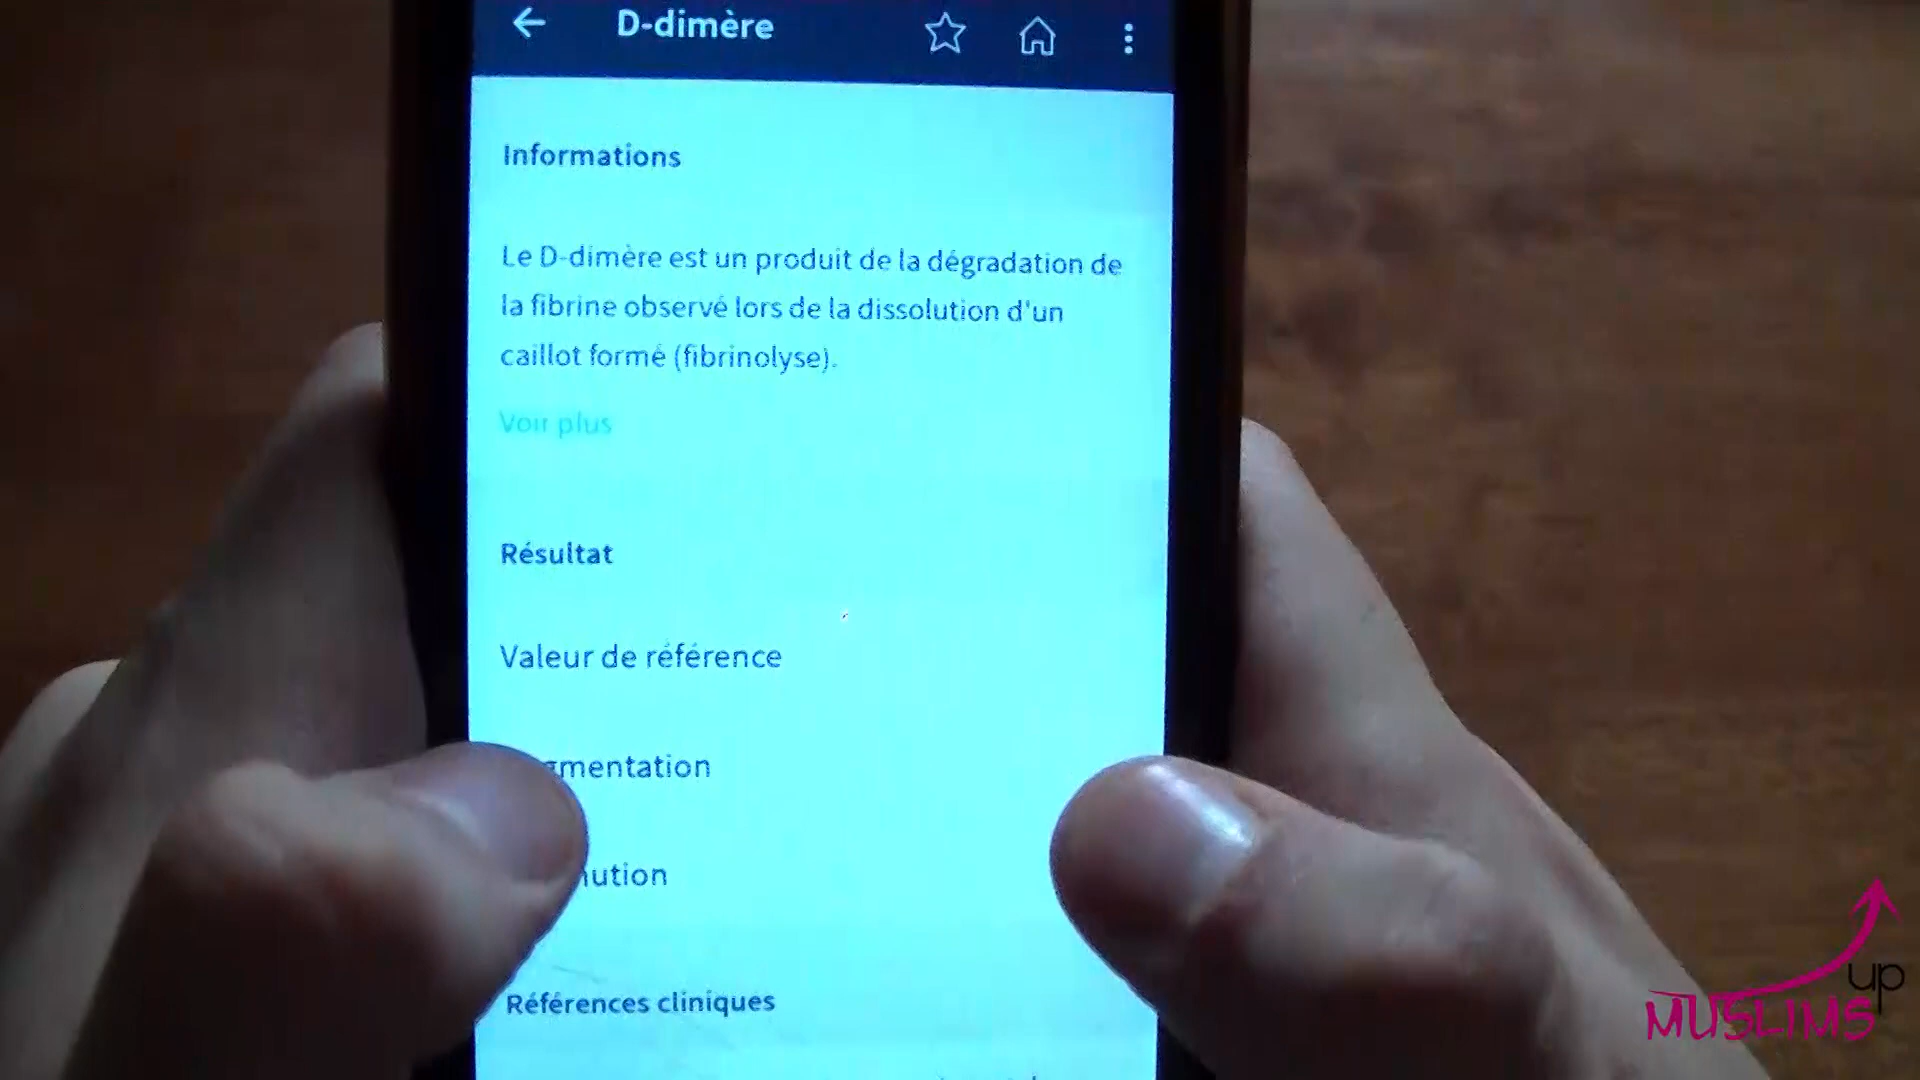 D-dimère
Informations
Le D-dimère est un produit de la dégradation de
la fibrine observé lors de la dissolution d'un
caillot formé (fibrinolyse).
Voir plus
Résultat
Valeur de référence
gmentation
nution
Références cliniques
up
MUSLIMS